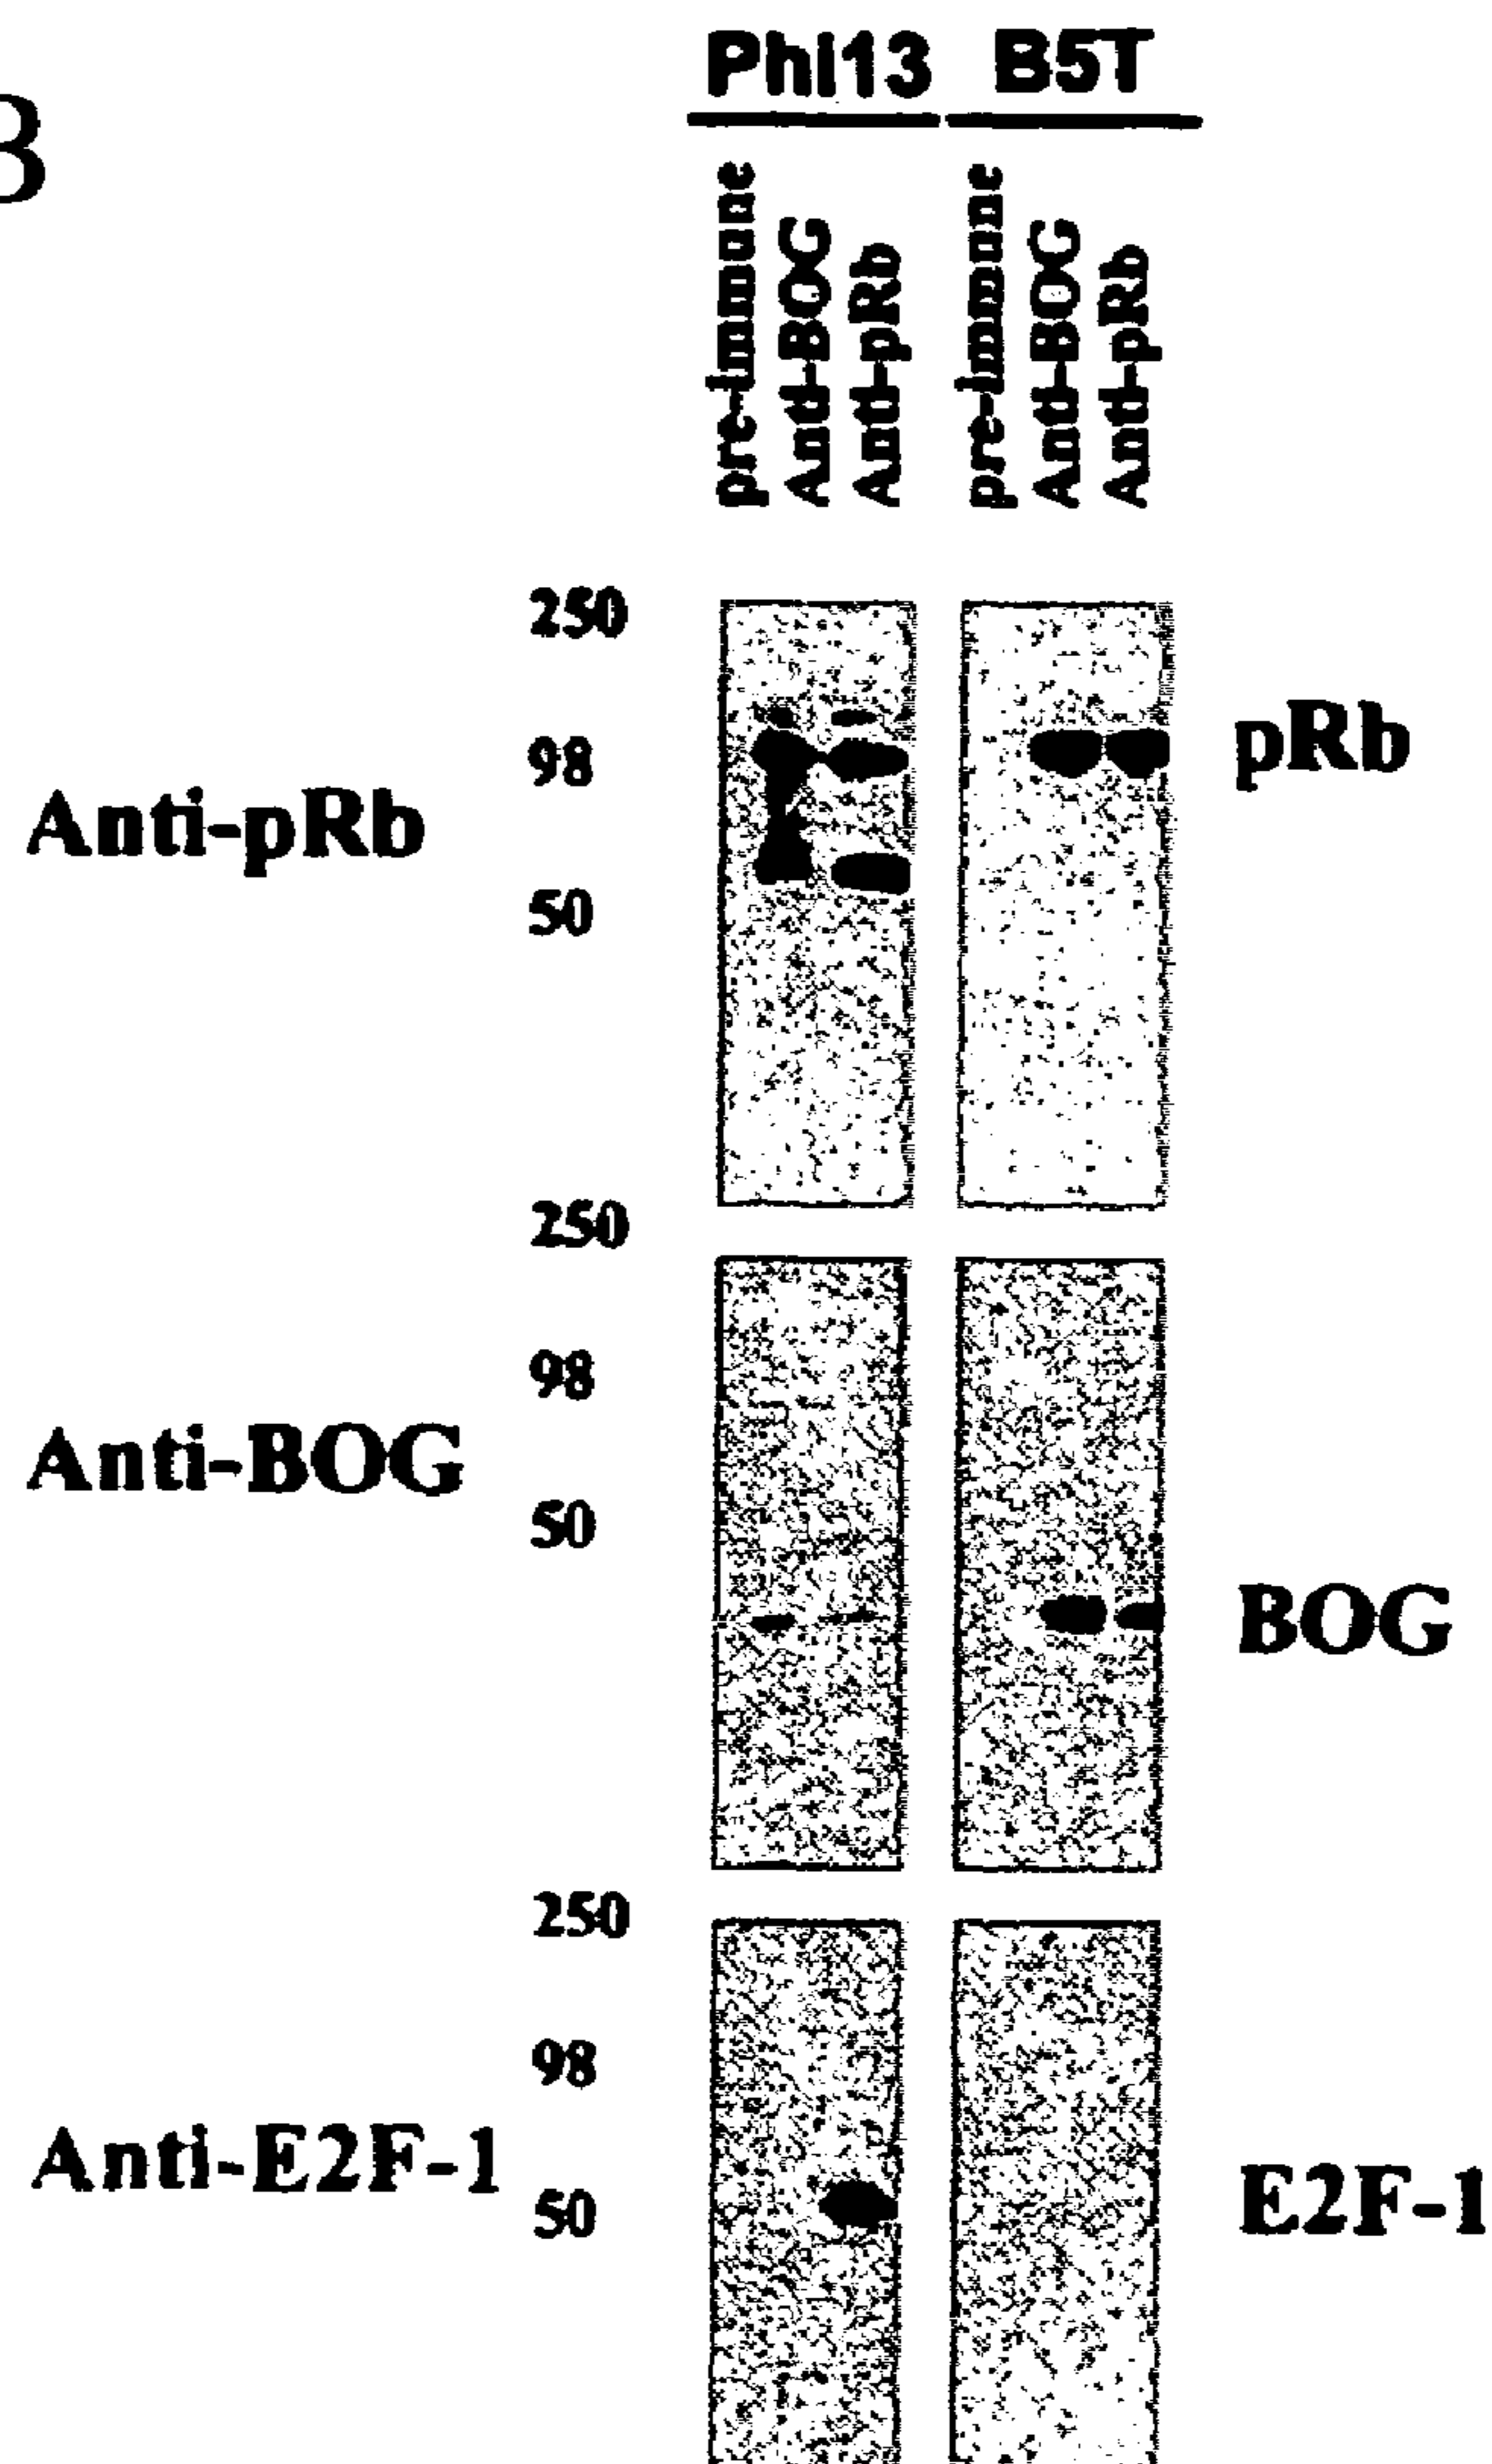 B
Phi13 B5T
pre-immune
Anti-BOG
Anti-pRb
pre-immune
Anti-BOG
Anti-pRb
250
98
50
Anti-pRb
pRb
250
98
50
Anti-BOG
BOG
250
98
50
Anti-E2F-1
E2F-1